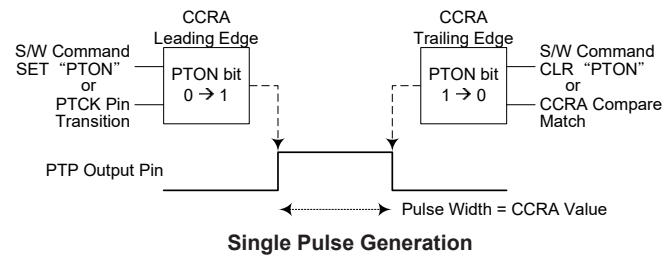 CCRA
Leading Edge
S/W Command
SET “PTON”
or
PTCK Pin
Transition
PTON bit
0 → 1
CCRA
Trailing Edge
PTON bit
1 → 0
S/W Command
CLR “PTON”
or
CCRA Compare
Match
PTP Output Pin
Pulse Width = CCRA Value
Single Pulse Generation